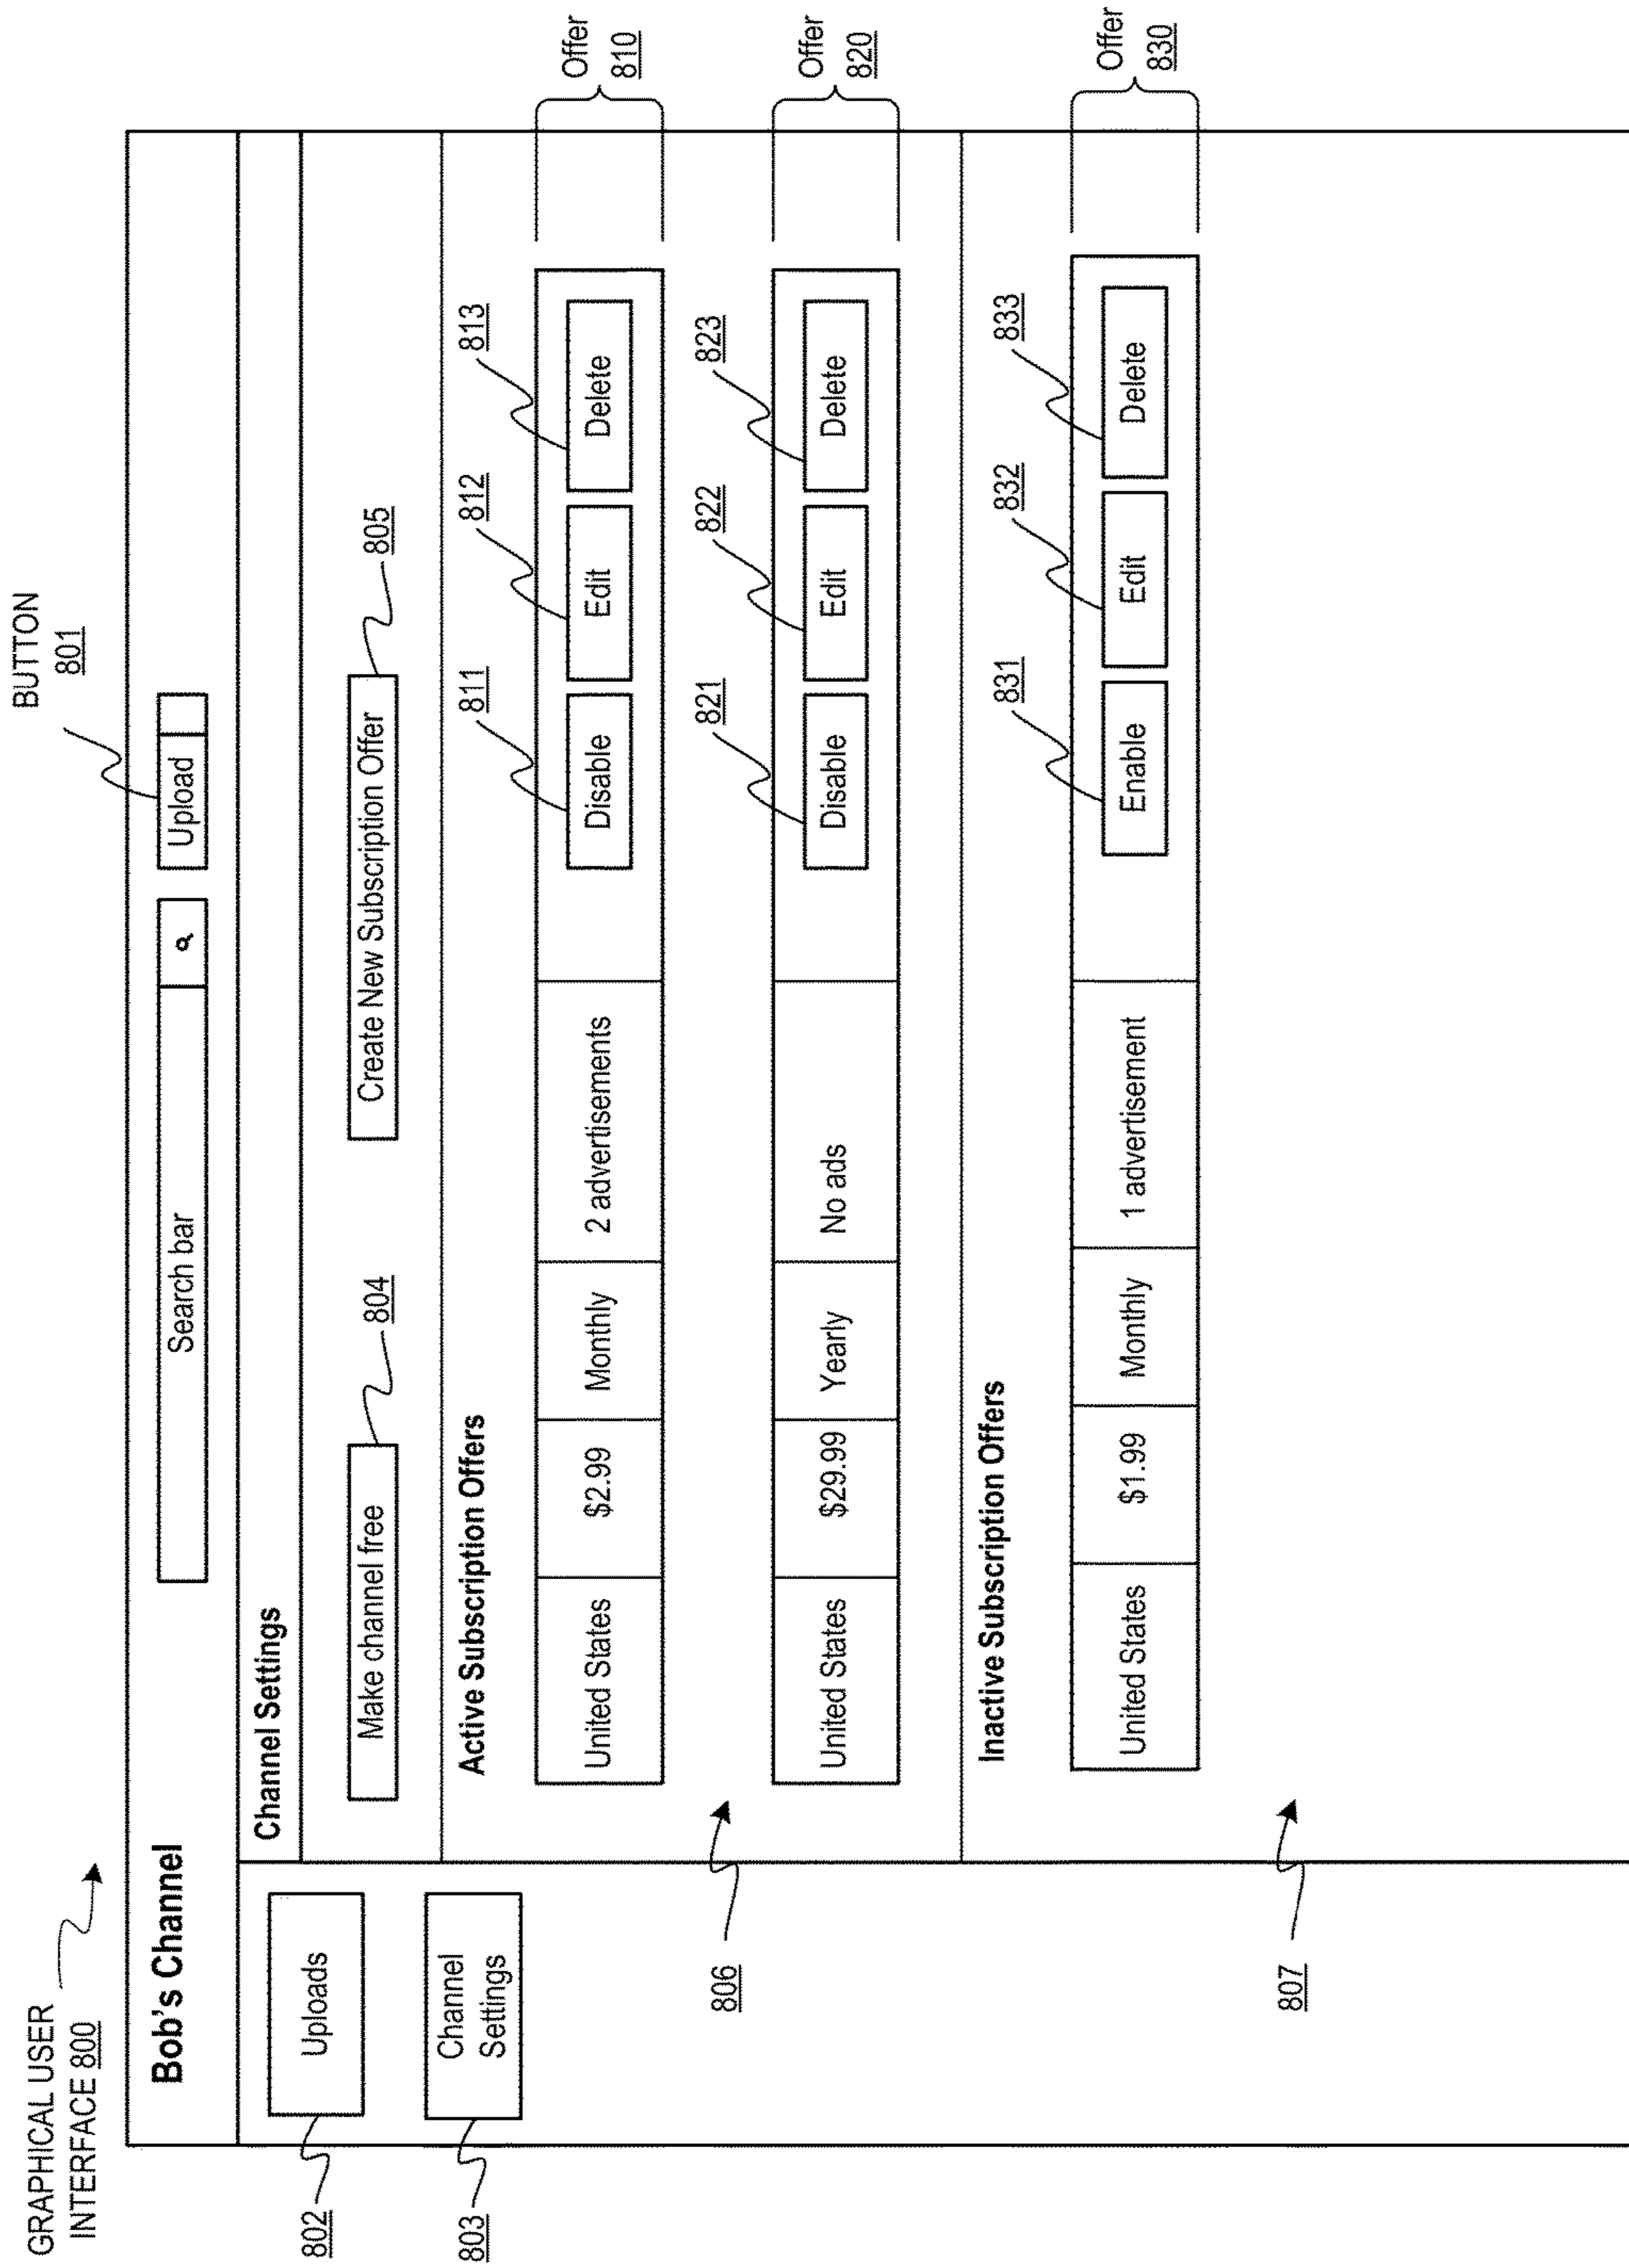 GRAPHICAL USER
INTERFACE 800
BUTTON
801
Bob's Channel
Search bar
Upload
802
Uploads
803
Channel
Settings
Channel Settings
Make channel free
804
Create New Subscription Offer
805
Active Subscription Offers
806
811
812
813
United States
$2.99
Monthly
2 advertisements
Disable
Edit
Delete
Offer
810
821
822
823
United States
$29.99
Yearly
No ads
Disable
Edit
Delete
Offer
820
Inactive Subscription Offers
807
831
832
833
United States
$1.99
Monthly
1 advertisement
Enable
Edit
Delete
Offer
830